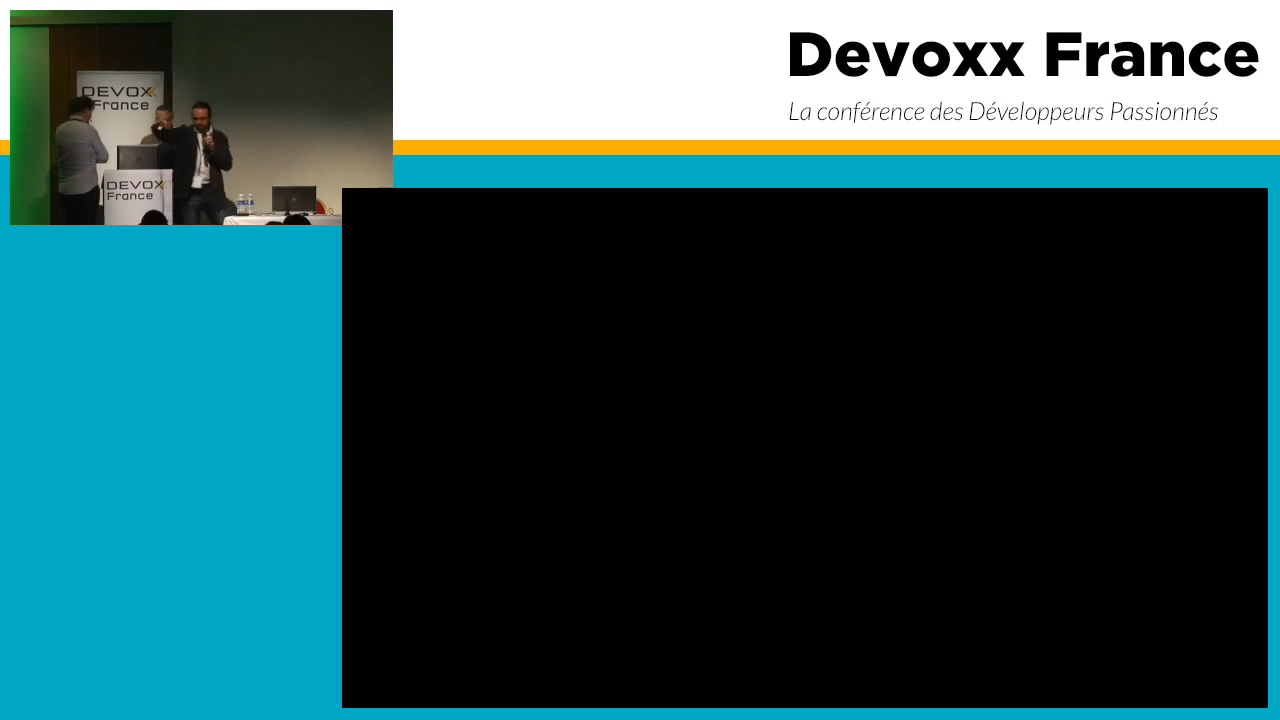 Devoxx France
La conférence des Développeurs Passionnés
DEVOXX
France
DEVOXX
France